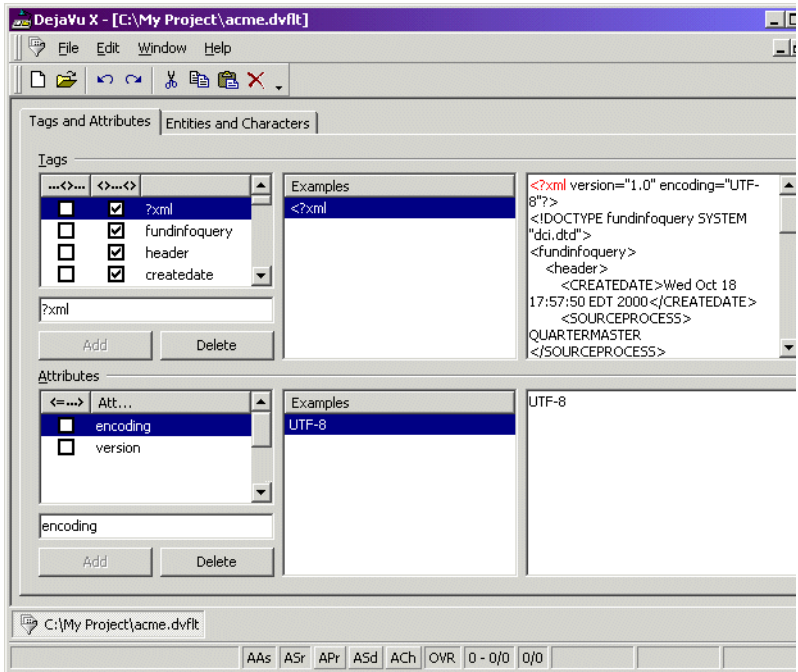 DejaVu X - [C:\My Project\acme.dvflt]
File Edit Window Help
Tags and Attributes Entities and Characters
Tags
...<>... <>...<>
?xml
fundinfoquery
header
createdate
?xml
Add Delete
Examples
<?xml
<?xml version="1.0" encoding="UTF-
8"?>
<!DOCTYPE fundinfoquery SYSTEM
"dci.dtd">
<fundinfoquery>
<header>
<CREATEDATE>Wed Oct 18
17:57:50 EDT 2000</CREATEDATE>
<SOURCEPROCESS>
QUARTERMASTER
</SOURCEPROCESS>
Attributes
<=...> Att...
encoding
version
encoding
Add Delete
Examples
UTF-8
UTF-8
C:\My Project\acme.dvflt
AAs ASr APr ASd ACh OVR 0 - 0/0 0/0